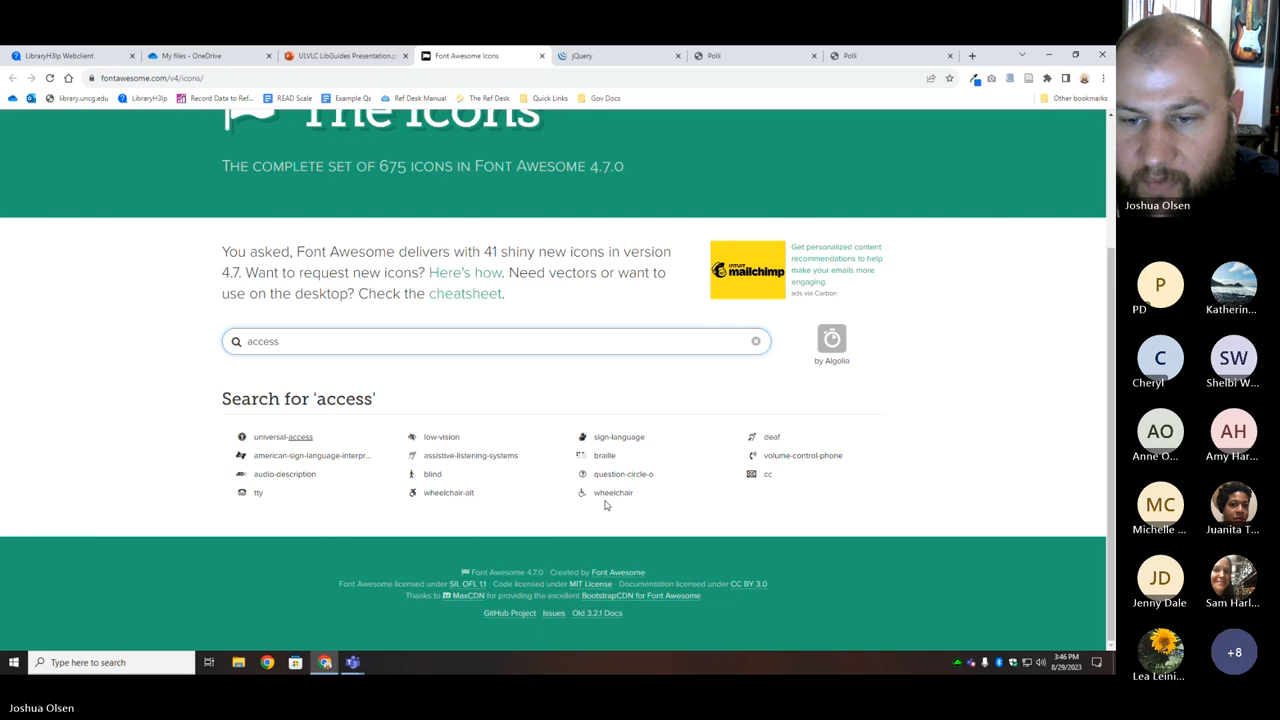 LibraryH3lp Webclient
My files - OneDrive
ULVLC LibGuides Presentation.p
Font Awesome Icons
jQuery
Polli
Polli
fontawesome.com/v4/icons/
library.uncg.edu
LibraryH3lp
Record Data to Ref...
READ Scale
Example Qs
Ref Desk Manual
The Ref Desk
Quick Links
Gov Docs
Other bookmarks
The Icons
The complete set of 675 icons in Font Awesome 4.7.0
You asked, Font Awesome delivers with 41 shiny new icons in version
4.7. Want to request new icons? Here's how. Need vectors or want to
use on the desktop? Check the cheatsheet.
intuit
mailchimp
Get personalized content
recommendations to help
make your emails more
engaging.
ads via Carbon
access
by Algolia
Search for 'access'
universal-access
low-vision
sign-language
deaf
american-sign-language-interpr...
assistive-listening-systems
braille
volume-control-phone
audio-description
blind
question-circle-o
cc
tty
wheelchair-alt
wheelchair
Font Awesome 4.7.0 · Created by Font Awesome
Font Awesome licensed under SIL OFL 1.1 · Code licensed under MIT License · Documentation licensed under CC BY 3.0
Thanks to MaxCDN for providing the excellent BootstrapCDN for Font Awesome
GitHub Project · Issues · Old 3.2.1 Docs
Type here to search
3:46 PM
8/29/2023
Joshua Olsen
P
PD
Katherin...
C
Cheryl
SW
Shelbi W...
AO
Anne O...
AH
Amy Har...
MC
Michelle ...
Juanita T...
JD
Jenny Dale
Sam Harl...
Lea Leini...
+8
Joshua Olsen